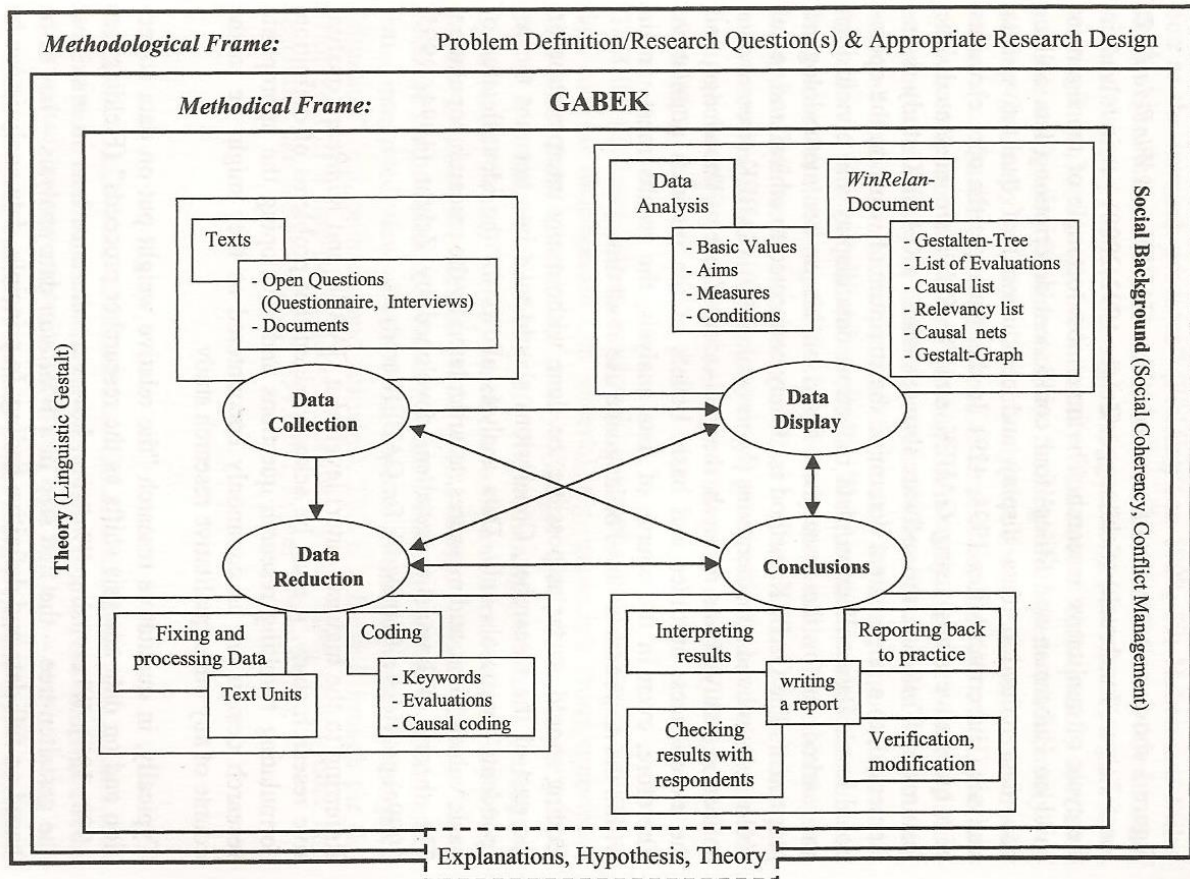 Methodological Frame: Problem Definition/Research Question(s) & Appropriate Research Design
Methodical Frame: GABEK
Theory (Linguistic Gestalt)
Social Background (Social Coherency, Conflict Management)
Texts
- Open Questions
(Questionnaire, Interviews)
- Documents
Data
Collection
Data
Analysis
- Basic Values
- Aims
- Measures
- Conditions
WinRelan-
Document
- Gestalten-Tree
- List of Evaluations
- Causal list
- Relevancy list
- Causal nets
- Gestalt-Graph
Data
Display
Data
Reduction
Fixing and
processing Data
Text Units
Coding
- Keywords
- Evaluations
- Causal coding
Conclusions
Interpreting
results
Reporting back
to practice
writing
a report
Checking
results with
respondents
Verification,
modification
Explanations, Hypothesis, Theory